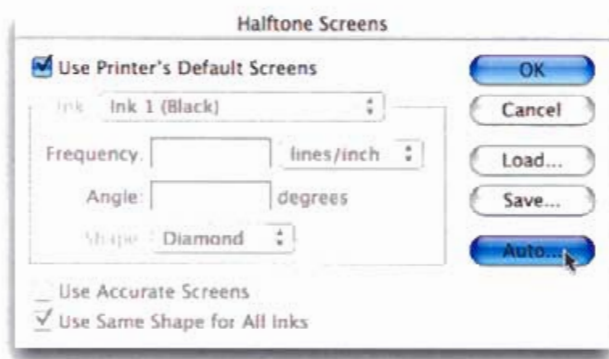 Halftone Screens
Use Printer's Default Screens
Ink: Ink 1 (Black)
Frequency: lines/inch
Angle: degrees
Shape: Diamond
Use Accurate Screens
Use Same Shape for All Inks
OK
Cancel
Load...
Save...
Auto...